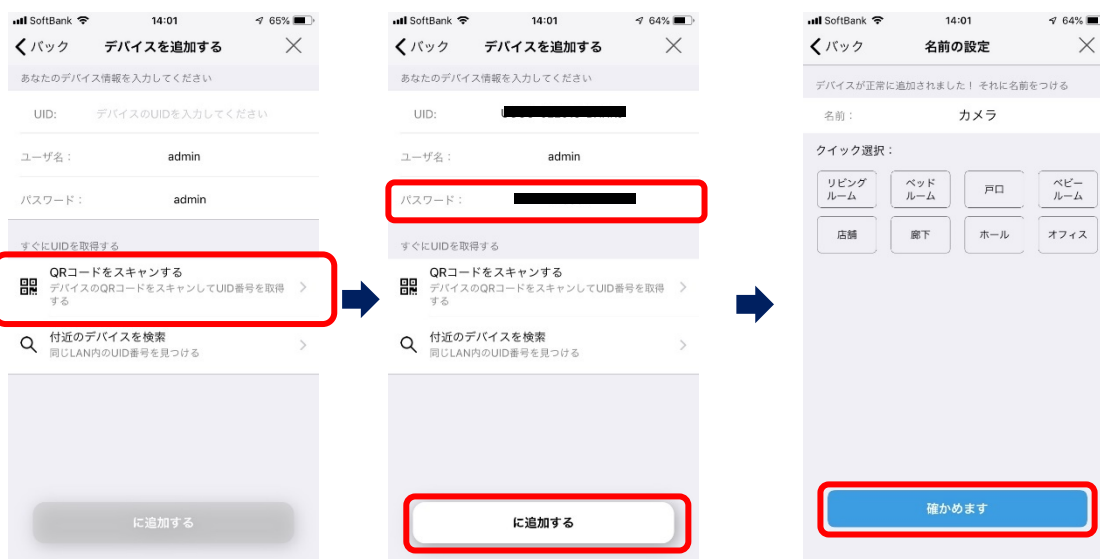 SoftBank 14:01 65%
バック デバイスを追加する
あなたのデバイス情報を入力してください
UID: デバイスのUIDを入力してください
ユーザ名： admin
パスワード： admin
すぐにUIDを取得する
QRコードをスキャンする
デバイスのQRコードをスキャンしてUID番号を取得
する
付近のデバイスを検索
同じLAN内のUID番号を見つける
に追加する
SoftBank 14:01 64%
バック デバイスを追加する
あなたのデバイス情報を入力してください
UID:
ユーザ名： admin
パスワード：
すぐにUIDを取得する
QRコードをスキャンする
デバイスのQRコードをスキャンしてUID番号を取得
する
付近のデバイスを検索
同じLAN内のUID番号を見つける
に追加する
SoftBank 14:01 64%
バック 名前の設定
デバイスが正常に追加されました！ それに名前をつける
名前： カメラ
クイック選択：
リビング
ルーム
ベッド
ルーム
戸口
ベビー
ルーム
店舗
廊下
ホール
オフィス
確かめます